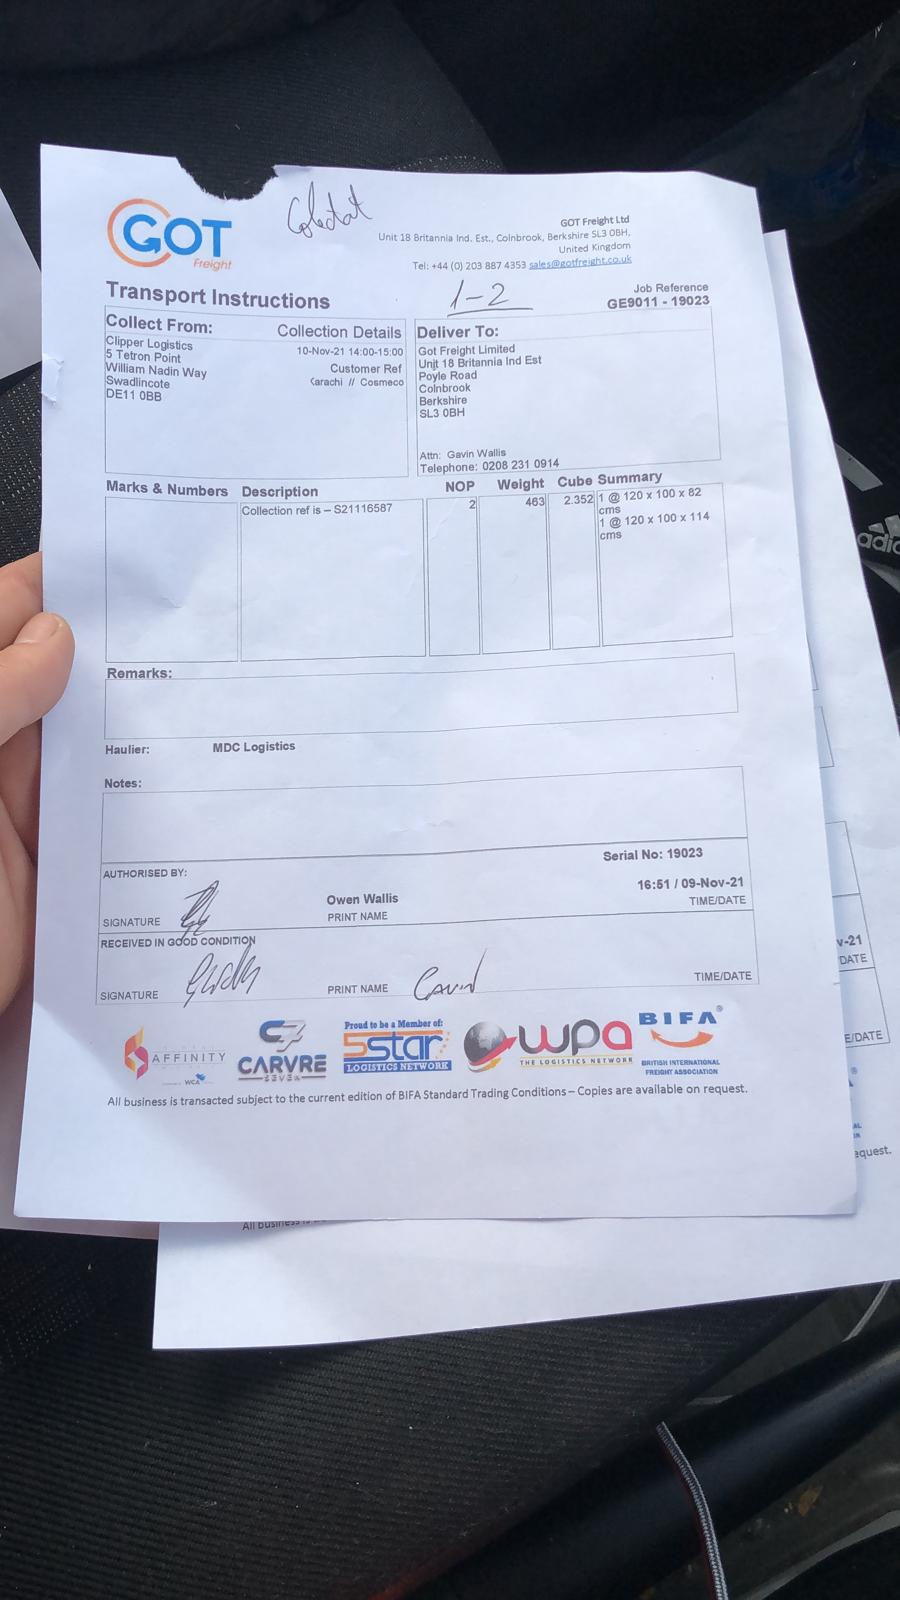 GOT
Freight
GOT Freight Ltd
Unit 18 Britannia Ind. Est., Colnbrook, Berkshire SL3 0BH,
United Kingdom
Tel: +44 (0) 203 887 4353 sales@gotfreight.co.uk
Transport Instructions
1-2
Job Reference
GE9011 - 19023
Collect From:
Collection Details
Clipper Logistics
5 Tetron Point
William Nadin Way
Swadlincote
DE11 0BB
10-Nov-21 14:00-15:00
Customer Ref
Karachi // Cosmeco
Deliver To:
Got Freight Limited
Unit 18 Britannia Ind Est
Poyle Road
Colnbrook
Berkshire
SL3 0BH
Attn: Gavin Wallis
Telephone: 0208 231 0914
Marks & Numbers Description NOP Weight Cube Summary
Collection ref is – S21116587 2 463 2.352 1 @ 120 x 100 x 82
cms
1 @ 120 x 100 x 114
cms
Remarks:
Haulier: MDC Logistics
Notes:
Serial No: 19023
AUTHORISED BY:
Owen Wallis 16:51 / 09-Nov-21
SIGNATURE PRINT NAME TIME/DATE
RECEIVED IN GOOD CONDITION
SIGNATURE PRINT NAME Gavin TIME/DATE
AFFINITY
WCA
C7
CARVRE
SEVEN
Proud to be a Member of:
5star
LOGISTICS NETWORK
wpa
THE LOGISTICS NETWORK
BIFA®
BRITISH INTERNATIONAL
FREIGHT ASSOCIATION
All business is transacted subject to the current edition of BIFA Standard Trading Conditions – Copies are available on request.
v-21
DATE
E/DATE
equest.
All business
adidas